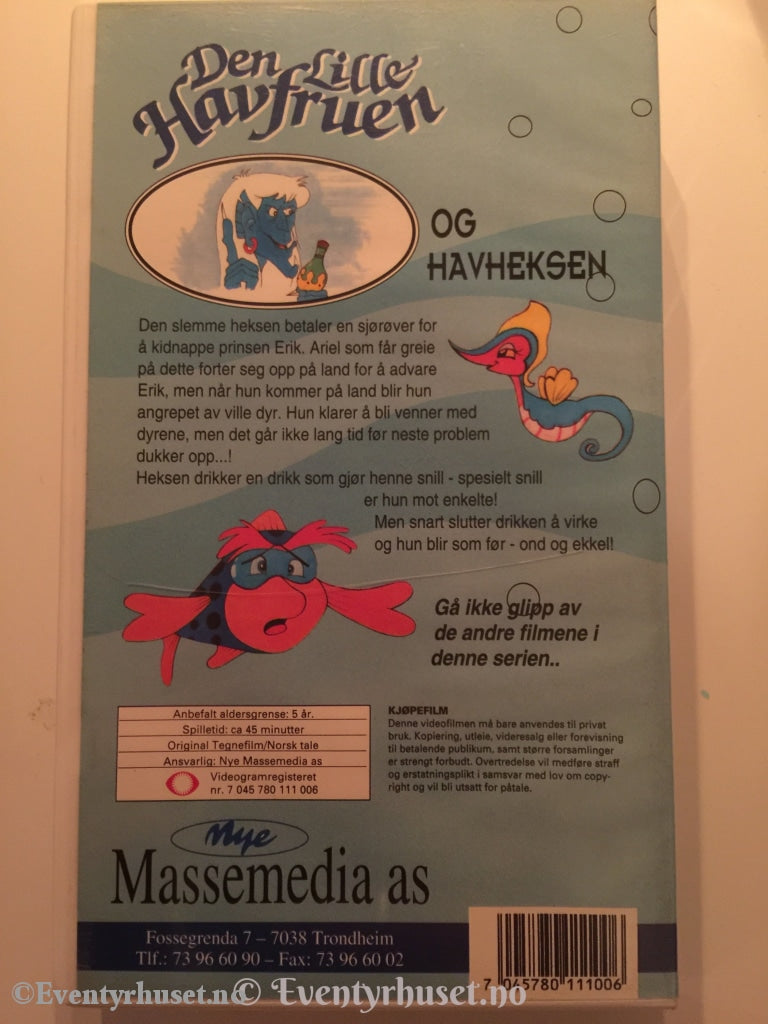 Den Lille
Havfruen
OG
HAVHEKSEN
Den slemme heksen betaler en sjørøver for
å kidnappe prinsen Erik. Ariel som får greie
på dette forter seg opp på land for å advare
Erik, men når hun kommer på land blir hun
angrepet av ville dyr. Hun klarer å bli venner med
dyrene, men det går ikke lang tid før neste problem
dukker opp...!
Heksen drikker en drikk som gjør henne snill - spesielt snill
er hun mot enkelte!
Men snart slutter drikken å virke
og hun blir som før - ond og ekkel!
Gå ikke glipp av
de andre filmene i
denne serien..
Anbefalt aldersgrense: 5 år.
Spilletid: ca 45 minutter
Original Tegnefilm/Norsk tale
Ansvarlig: Nye Massemedia as
Videogramregisteret
nr. 7 045 780 111 006
KJØPEFILM
Denne videofilmen må bare anvendes til privat
bruk. Kopiering, utleie, videresalg eller forevisning
til betalende publikum, samt større forsamlinger
er strengt forbudt. Overtredelse vil medføre straff
og erstatningsplikt i samsvar med lov om copy-
right og vil bli utsatt for påtale.
Nye
Massemedia as
Fossegrenda 7 – 7038 Trondheim
Tlf.: 73 96 60 90 – Fax: 73 96 60 02
7 045780 111006
©Eventyrhuset.no © Eventyrhuset.no